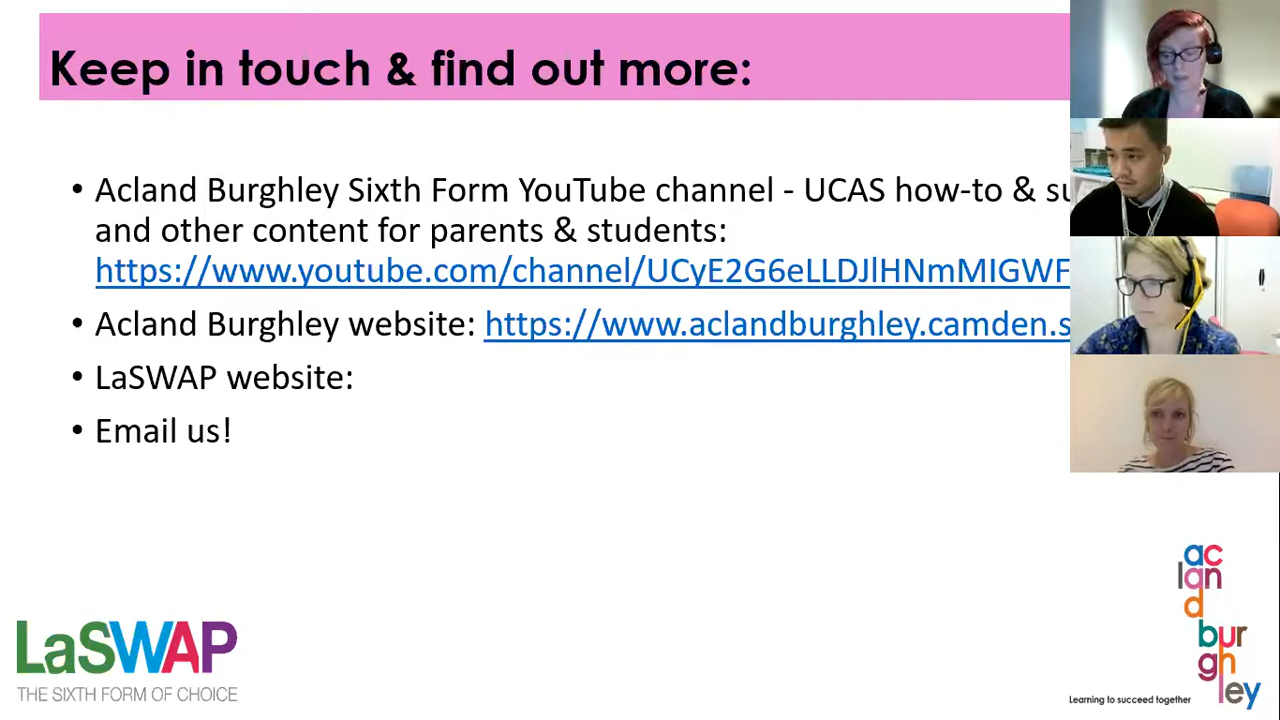 Keep in touch & find out more:
• Acland Burghley Sixth Form YouTube channel - UCAS how-to &
and other content for parents & students:
https://www.youtube.com/channel/UCyE2G6eLLDJlHNmMIGWF
• Acland Burghley website: https://www.aclandburghley.camden.s
• LaSWAP website:
• Email us!
LaSWAP
THE SIXTH FORM OF CHOICE
ac
lan
d
bur
gh
ley
Learning to succeed together